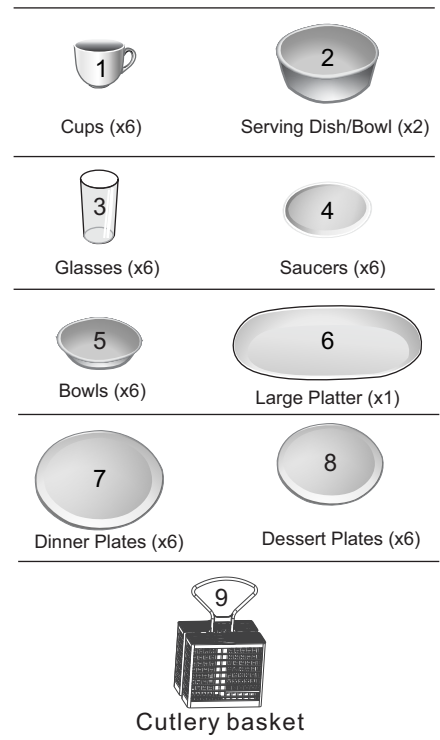 1
2
Cups (x6)
Serving Dish/Bowl (x2)
3
4
Glasses (x6)
Saucers (x6)
5
6
Bowls (x6)
Large Platter (x1)
7
8
Dinner Plates (x6)
Dessert Plates (x6)
9
Cutlery basket